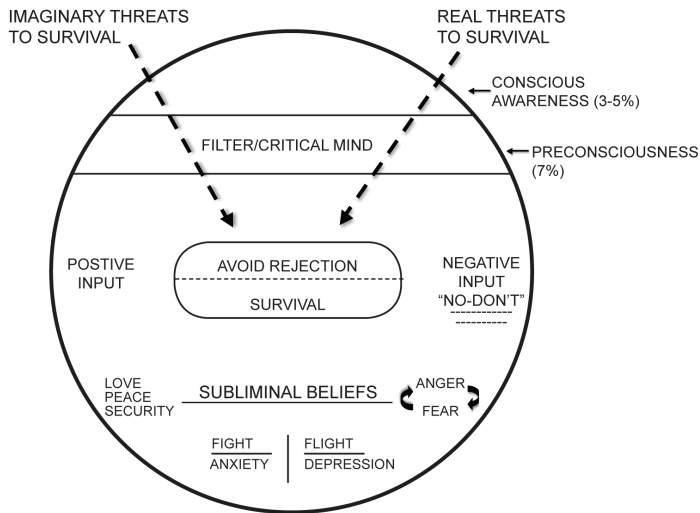 IMAGINARY THREATS
TO SURVIVAL
REAL THREATS
TO SURVIVAL
CONSCIOUS
AWARENESS (3-5%)
FILTER/CRITICAL MIND
PRECONSCIOUSNESS
(7%)
POSTIVE
INPUT
AVOID REJECTION
SURVIVAL
NEGATIVE
INPUT
“NO-DON’T”
LOVE
PEACE
SECURITY
SUBLIMINAL BELIEFS
ANGER
FEAR
FIGHT
ANXIETY
FLIGHT
DEPRESSION